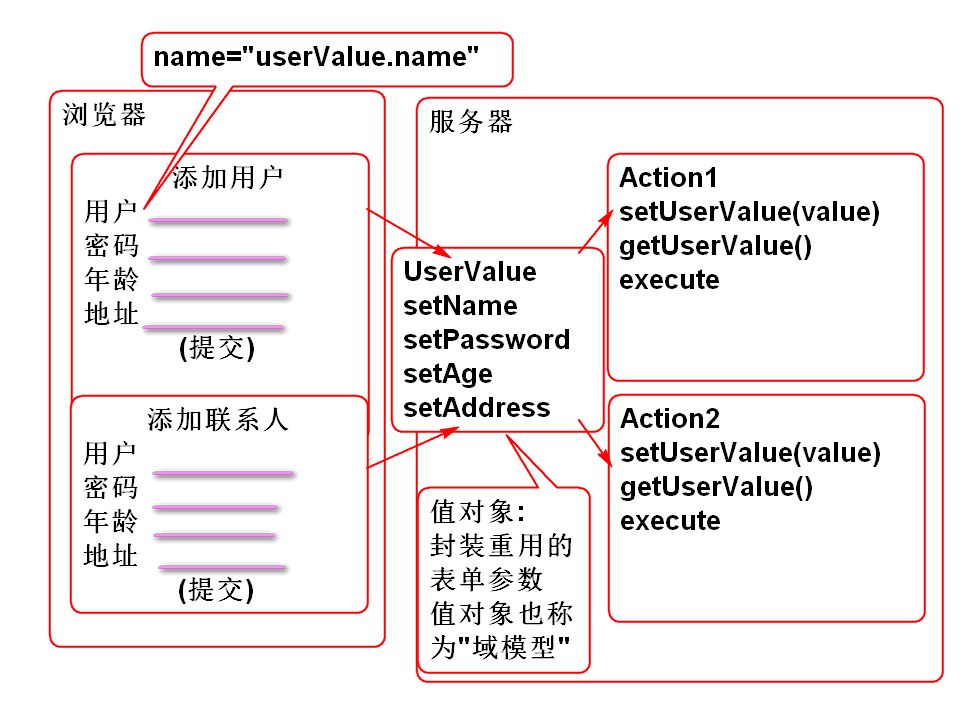 name="userValue.name"
浏览器
添加用户
用户
密码
年龄
地址
(提交)
添加联系人
用户
密码
年龄
地址
(提交)
服务器
UserValue
setName
setPassword
setAge
setAddress
值对象:
封装重用的
表单参数
值对象也称
为"域模型"
Action1
setUserValue(value)
getUserValue()
execute
Action2
setUserValue(value)
getUserValue()
execute